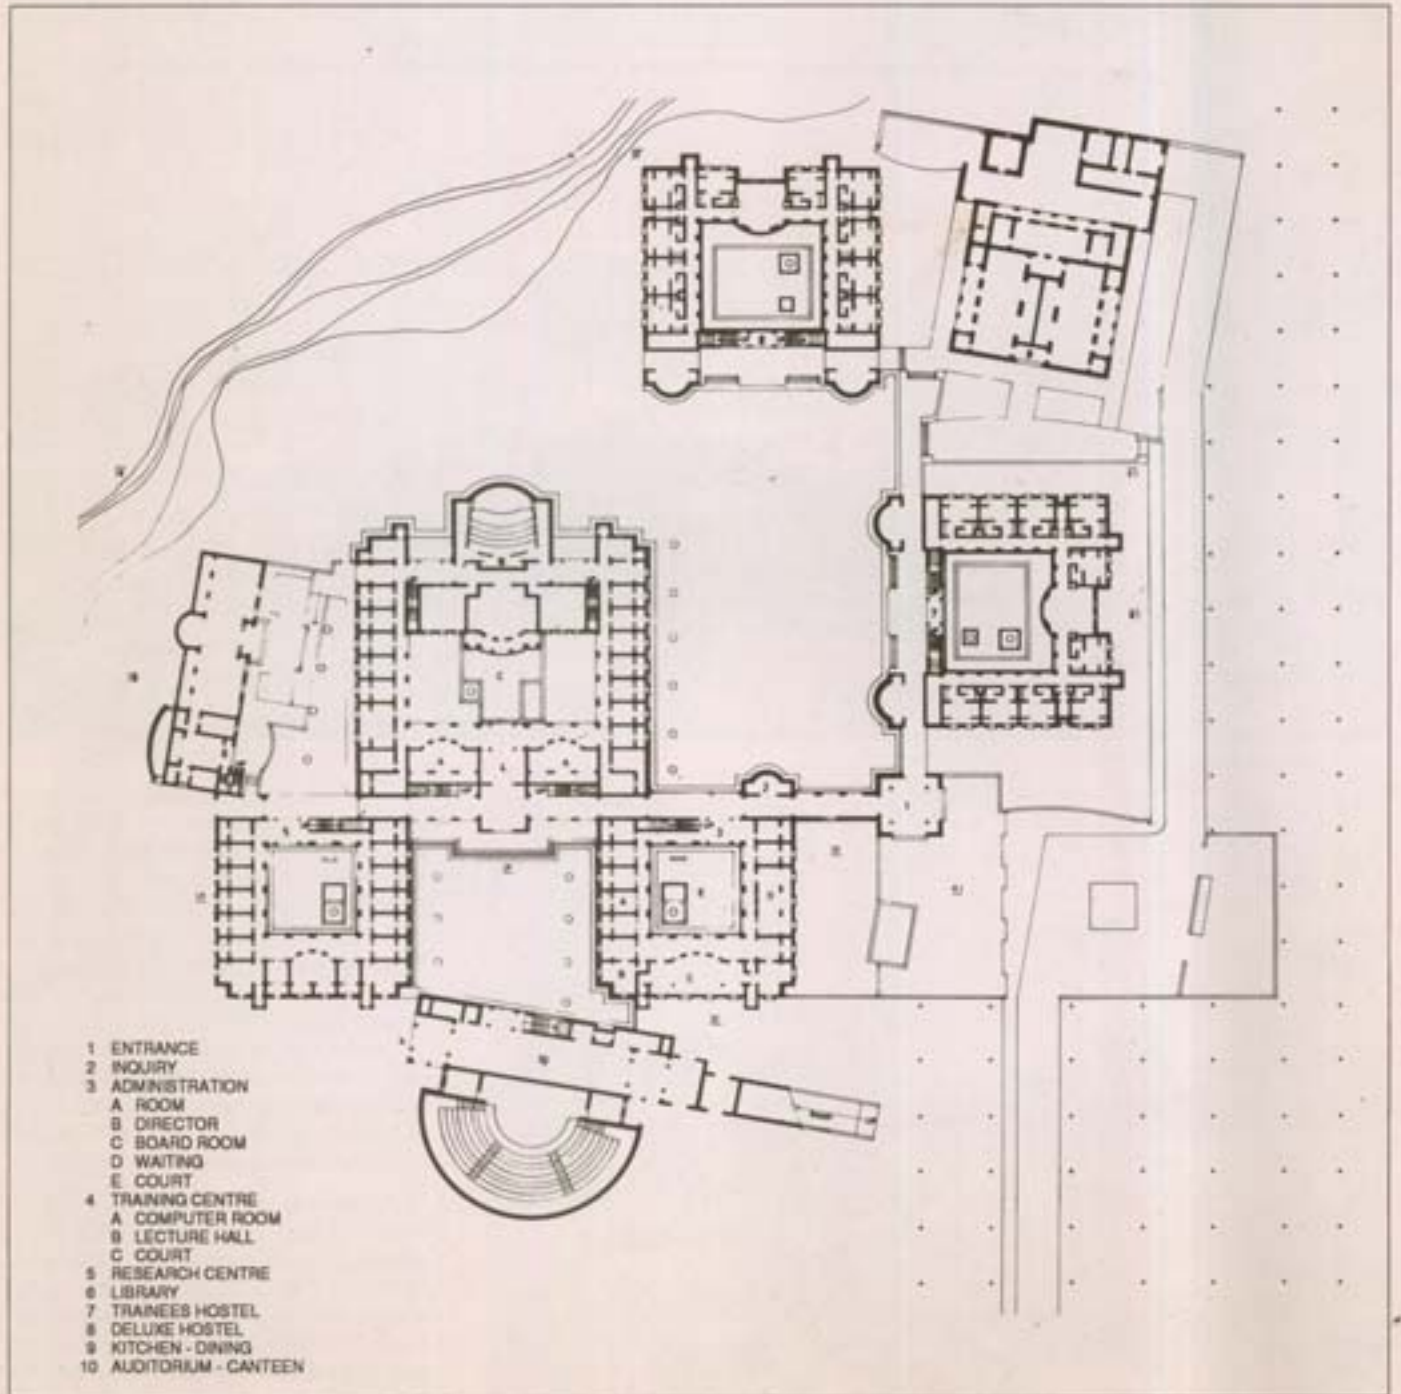 1 ENTRANCE
2 INQUIRY
3 ADMINISTRATION
A ROOM
B DIRECTOR
C BOARD ROOM
D WAITING
E COURT
4 TRAINING CENTRE
A COMPUTER ROOM
B LECTURE HALL
C COURT
5 RESEARCH CENTRE
6 LIBRARY
7 TRAINEES HOSTEL
8 DELUXE HOSTEL
9 KITCHEN - DINING
10 AUDITORIUM - CANTEEN